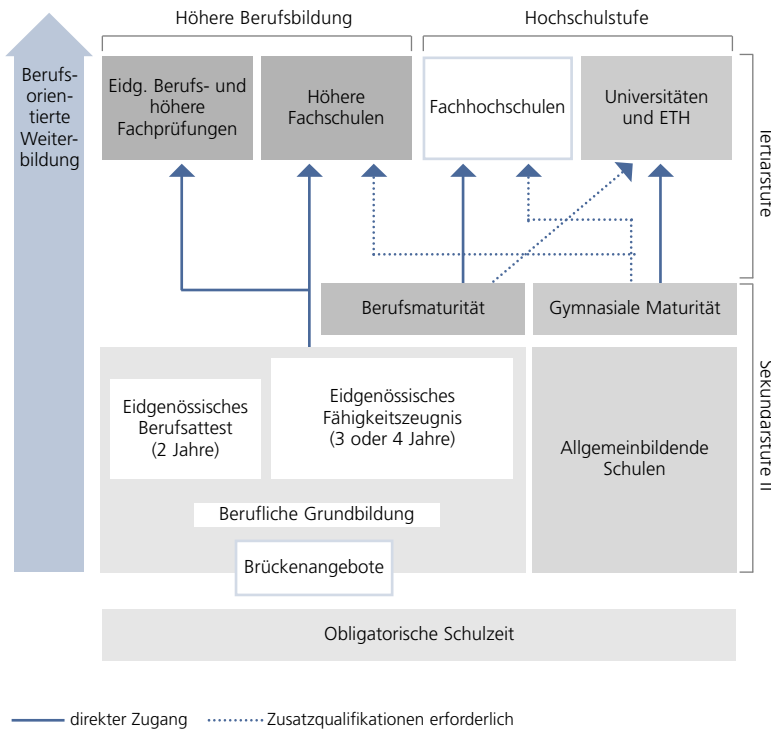 Höhere Berufsbildung
Hochschulstufe
Berufs-
orien-
tierte
Weiter-
bildung
Eidg. Berufs- und
höhere
Fachprüfungen
Höhere
Fachschulen
Fachhochschulen
Universitäten
und ETH
Tertiärstufe
Berufsmaturität
Gymnasiale Maturität
Eidgenössisches
Berufsattest
(2 Jahre)
Eidgenössisches
Fähigkeitszeugnis
(3 oder 4 Jahre)
Allgemeinbildende
Schulen
Sekundarstufe II
Berufliche Grundbildung
Brückenangebote
Obligatorische Schulzeit
direkter Zugang
Zusatzqualifikationen erforderlich